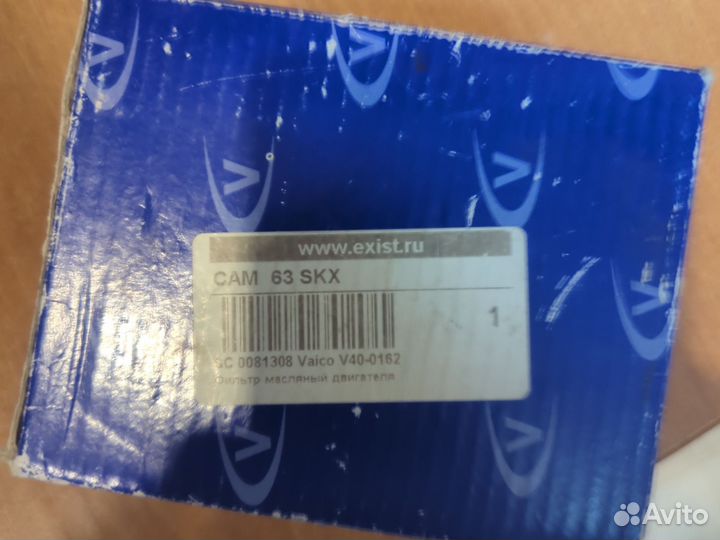 www.exist.ru
CAM 63 SKX
1
SC 0081308 Vaico V40-0162
Фильтр масляный двигателя
V
V
V
V
V
V
V
V
Avito